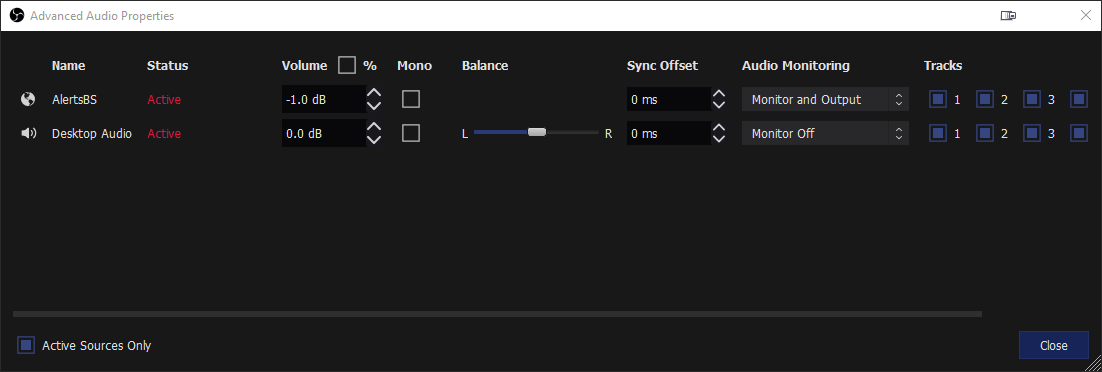 Advanced Audio Properties
Name Status Volume % Mono Balance Sync Offset Audio Monitoring Tracks
AlertsBS Active -1.0 dB 0 ms Monitor and Output 1 2 3
Desktop Audio Active 0.0 dB L R 0 ms Monitor Off 1 2 3
Active Sources Only Close